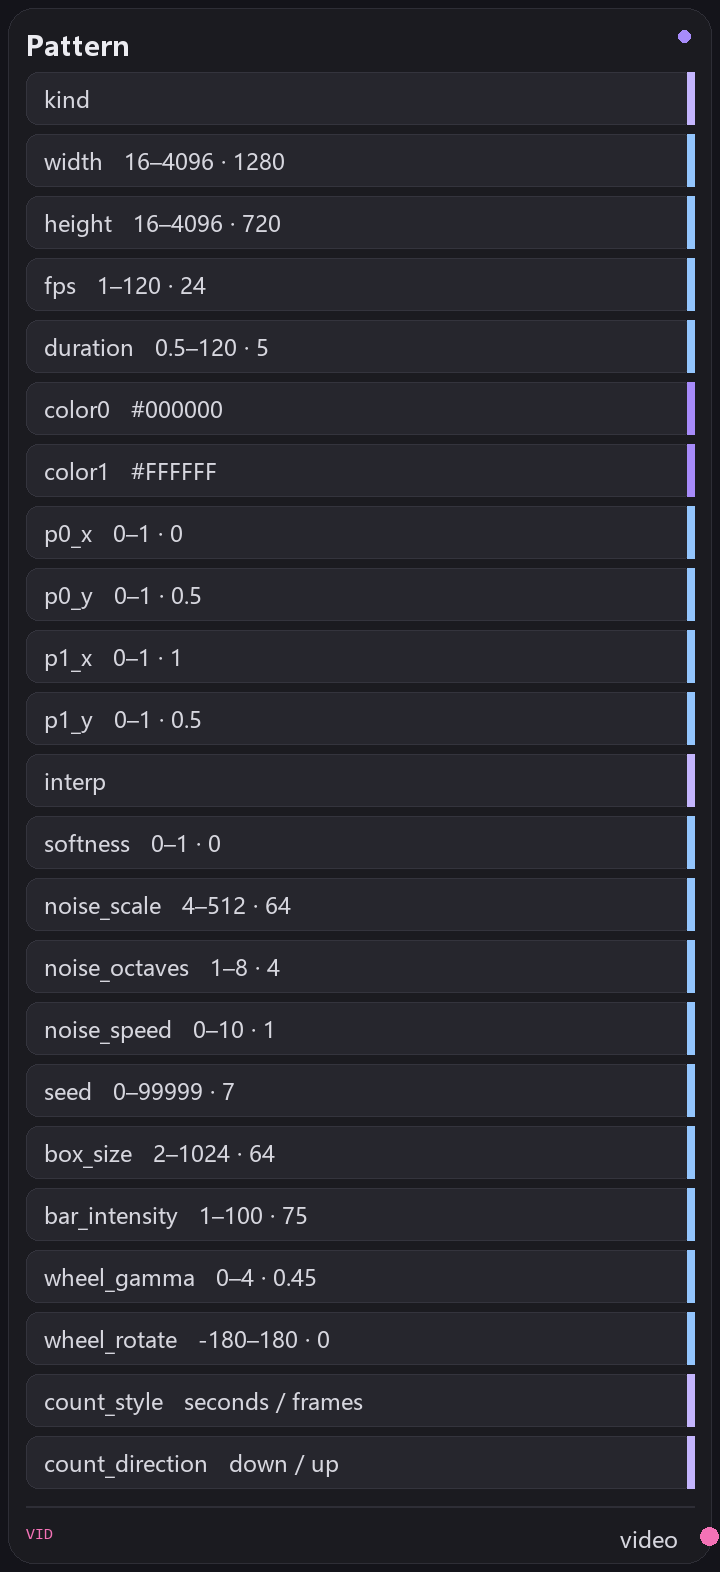 Pattern
kind
width 16–4096 · 1280
height 16–4096 · 720
fps 1–120 · 24
duration 0.5–120 · 5
color0 #000000
color1 #FFFFFF
p0_x 0–1 · 0
p0_y 0–1 · 0.5
p1_x 0–1 · 1
p1_y 0–1 · 0.5
interp
softness 0–1 · 0
noise_scale 4–512 · 64
noise_octaves 1–8 · 4
noise_speed 0–10 · 1
seed 0–99999 · 7
box_size 2–1024 · 64
bar_intensity 1–100 · 75
wheel_gamma 0–4 · 0.45
wheel_rotate -180–180 · 0
count_style seconds / frames
count_direction down / up
VID video